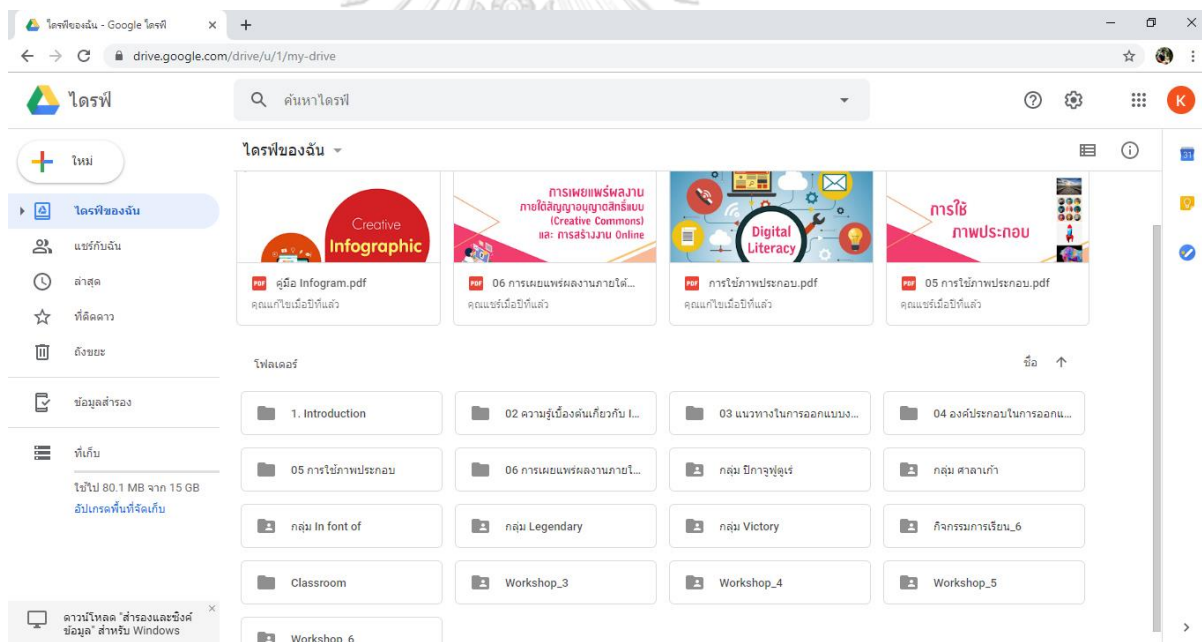 ไดรฟ์ของฉัน - Google ไดรฟ์
drive.google.com/drive/u/1/my-drive
ไดรฟ์
ค้นหาไดรฟ์
K
ใหม่
ไดรฟ์ของฉัน
แชร์กับฉัน
ล่าสุด
ที่ติดดาว
ถังขยะ
ข้อมูลสำรอง
ที่เก็บ
ใช้ไป 80.1 MB จาก 15 GB
อัปเกรดพื้นที่จัดเก็บ
ดาวน์โหลด "สำรองและซิงค์
ข้อมูล" สำหรับ Windows
ไดรฟ์ของฉัน
Creative
Infographic
คู่มือ Infogram.pdf
คุณแก้ไขเมื่อปีที่แล้ว
การเผยแพร่ผลงาน
ภายใต้สัญญาอนุญาตสิทธิ์แบบ
(Creative Commons)
และ การสร้างงาน Online
06 การเผยแพร่ผลงานภายใต้...
คุณแชร์เมื่อปีที่แล้ว
Digital
Literacy
การใช้ภาพประกอบ.pdf
คุณแก้ไขเมื่อปีที่แล้ว
การใช้
ภาพประกอบ
05 การใช้ภาพประกอบ.pdf
คุณแชร์เมื่อปีที่แล้ว
โฟลเดอร์
ชื่อ
1. Introduction
02 ความรู้เบื้องต้นเกี่ยวกับ I...
03 แนวทางในการออกแบบง...
04 องค์ประกอบในการออกแ...
05 การใช้ภาพประกอบ
06 การเผยแพร่ผลงานภายใ...
กลุ่ม ปิกาจูฟูตูเร่
กลุ่ม ศาลาเก้า
กลุ่ม In font of
กลุ่ม Legendary
กลุ่ม Victory
กิจกรรมการเรียน_6
Classroom
Workshop_3
Workshop_4
Workshop_5
Workshop_6
31